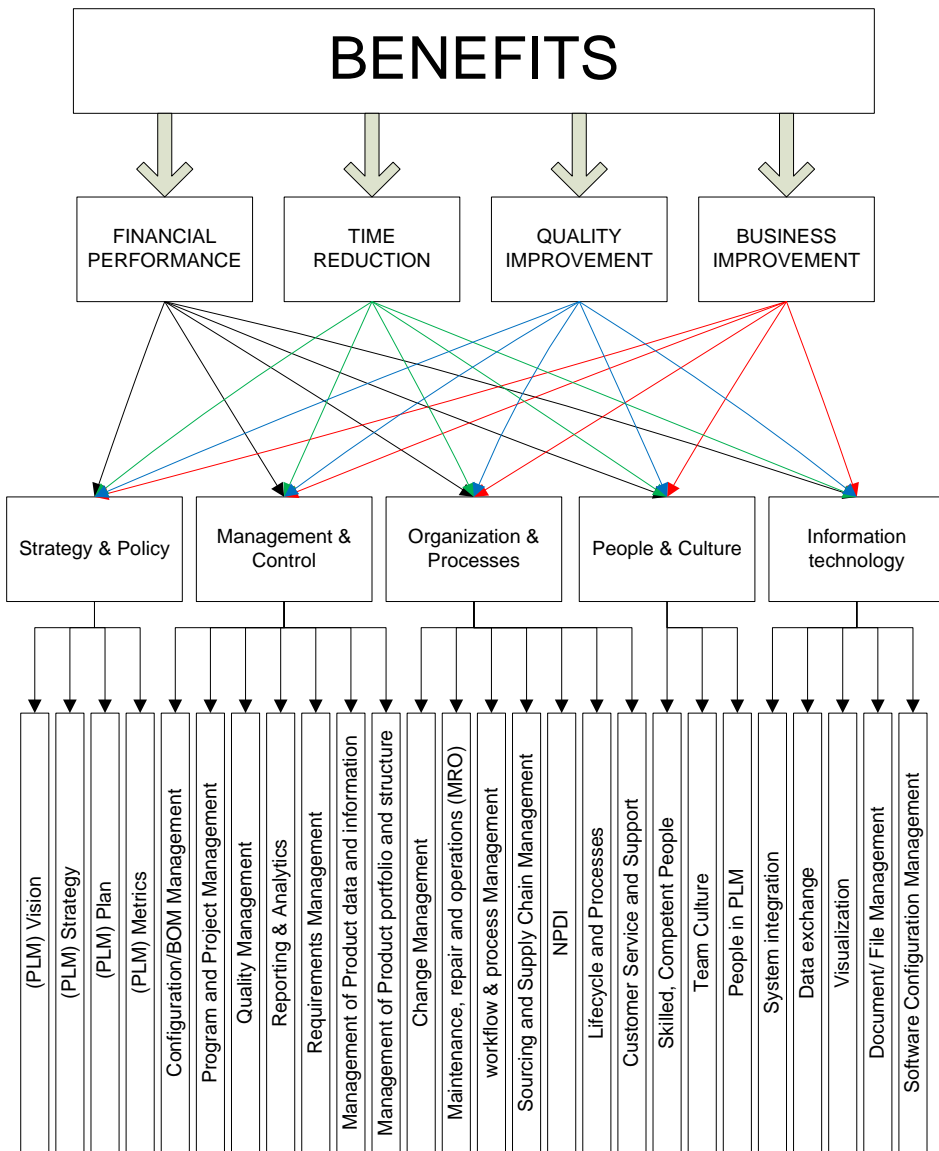 BENEFITS
FINANCIAL
PERFORMANCE
TIME
REDUCTION
QUALITY
IMPROVEMENT
BUSINESS
IMPROVEMENT
Strategy & Policy
Management &
Control
Organization &
Processes
People & Culture
Information
technology
(PLM) Vision
(PLM) Strategy
(PLM) Plan
(PLM) Metrics
Configuration/BOM Management
Program and Project Management
Quality Management
Reporting & Analytics
Requirements Management
Management of Product data and information
Management of Product portfolio and structure
Change Management
Maintenance, repair and operations (MRO)
workflow & process Management
Sourcing and Supply Chain Management
NPDI
Lifecycle and Processes
Customer Service and Support
Skilled, Competent People
Team Culture
People in PLM
System integration
Data exchange
Visualization
Document/ File Management
Software Configuration Management